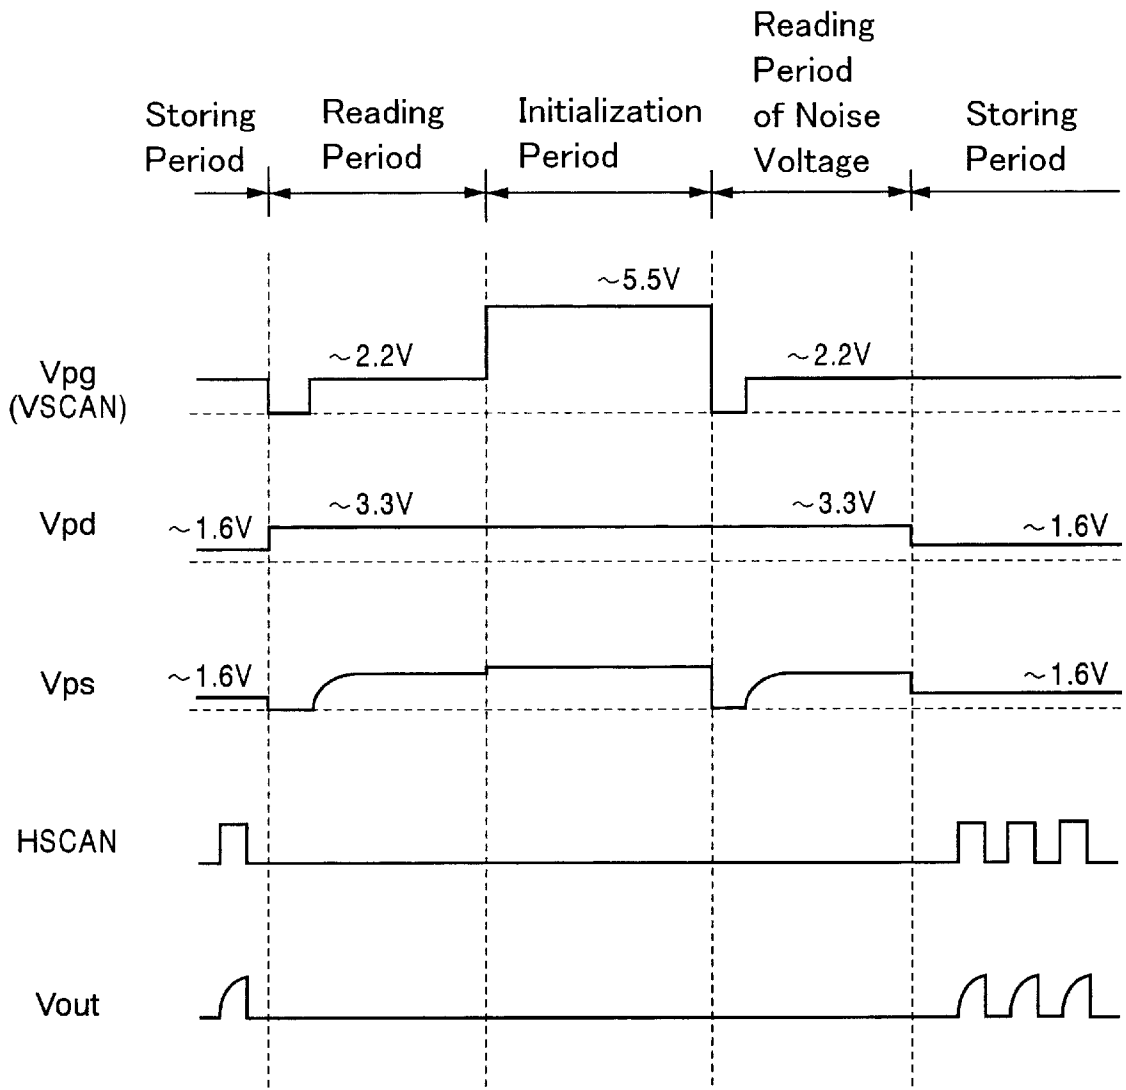 Storing
Period
Reading
Period
Initialization
Period
Reading
Period
of Noise
Voltage
Storing
Period
Vpg
(VSCAN)
~2.2V
~5.5V
~2.2V
Vpd
~1.6V
~3.3V
~3.3V
~1.6V
Vps
~1.6V
~1.6V
HSCAN
Vout